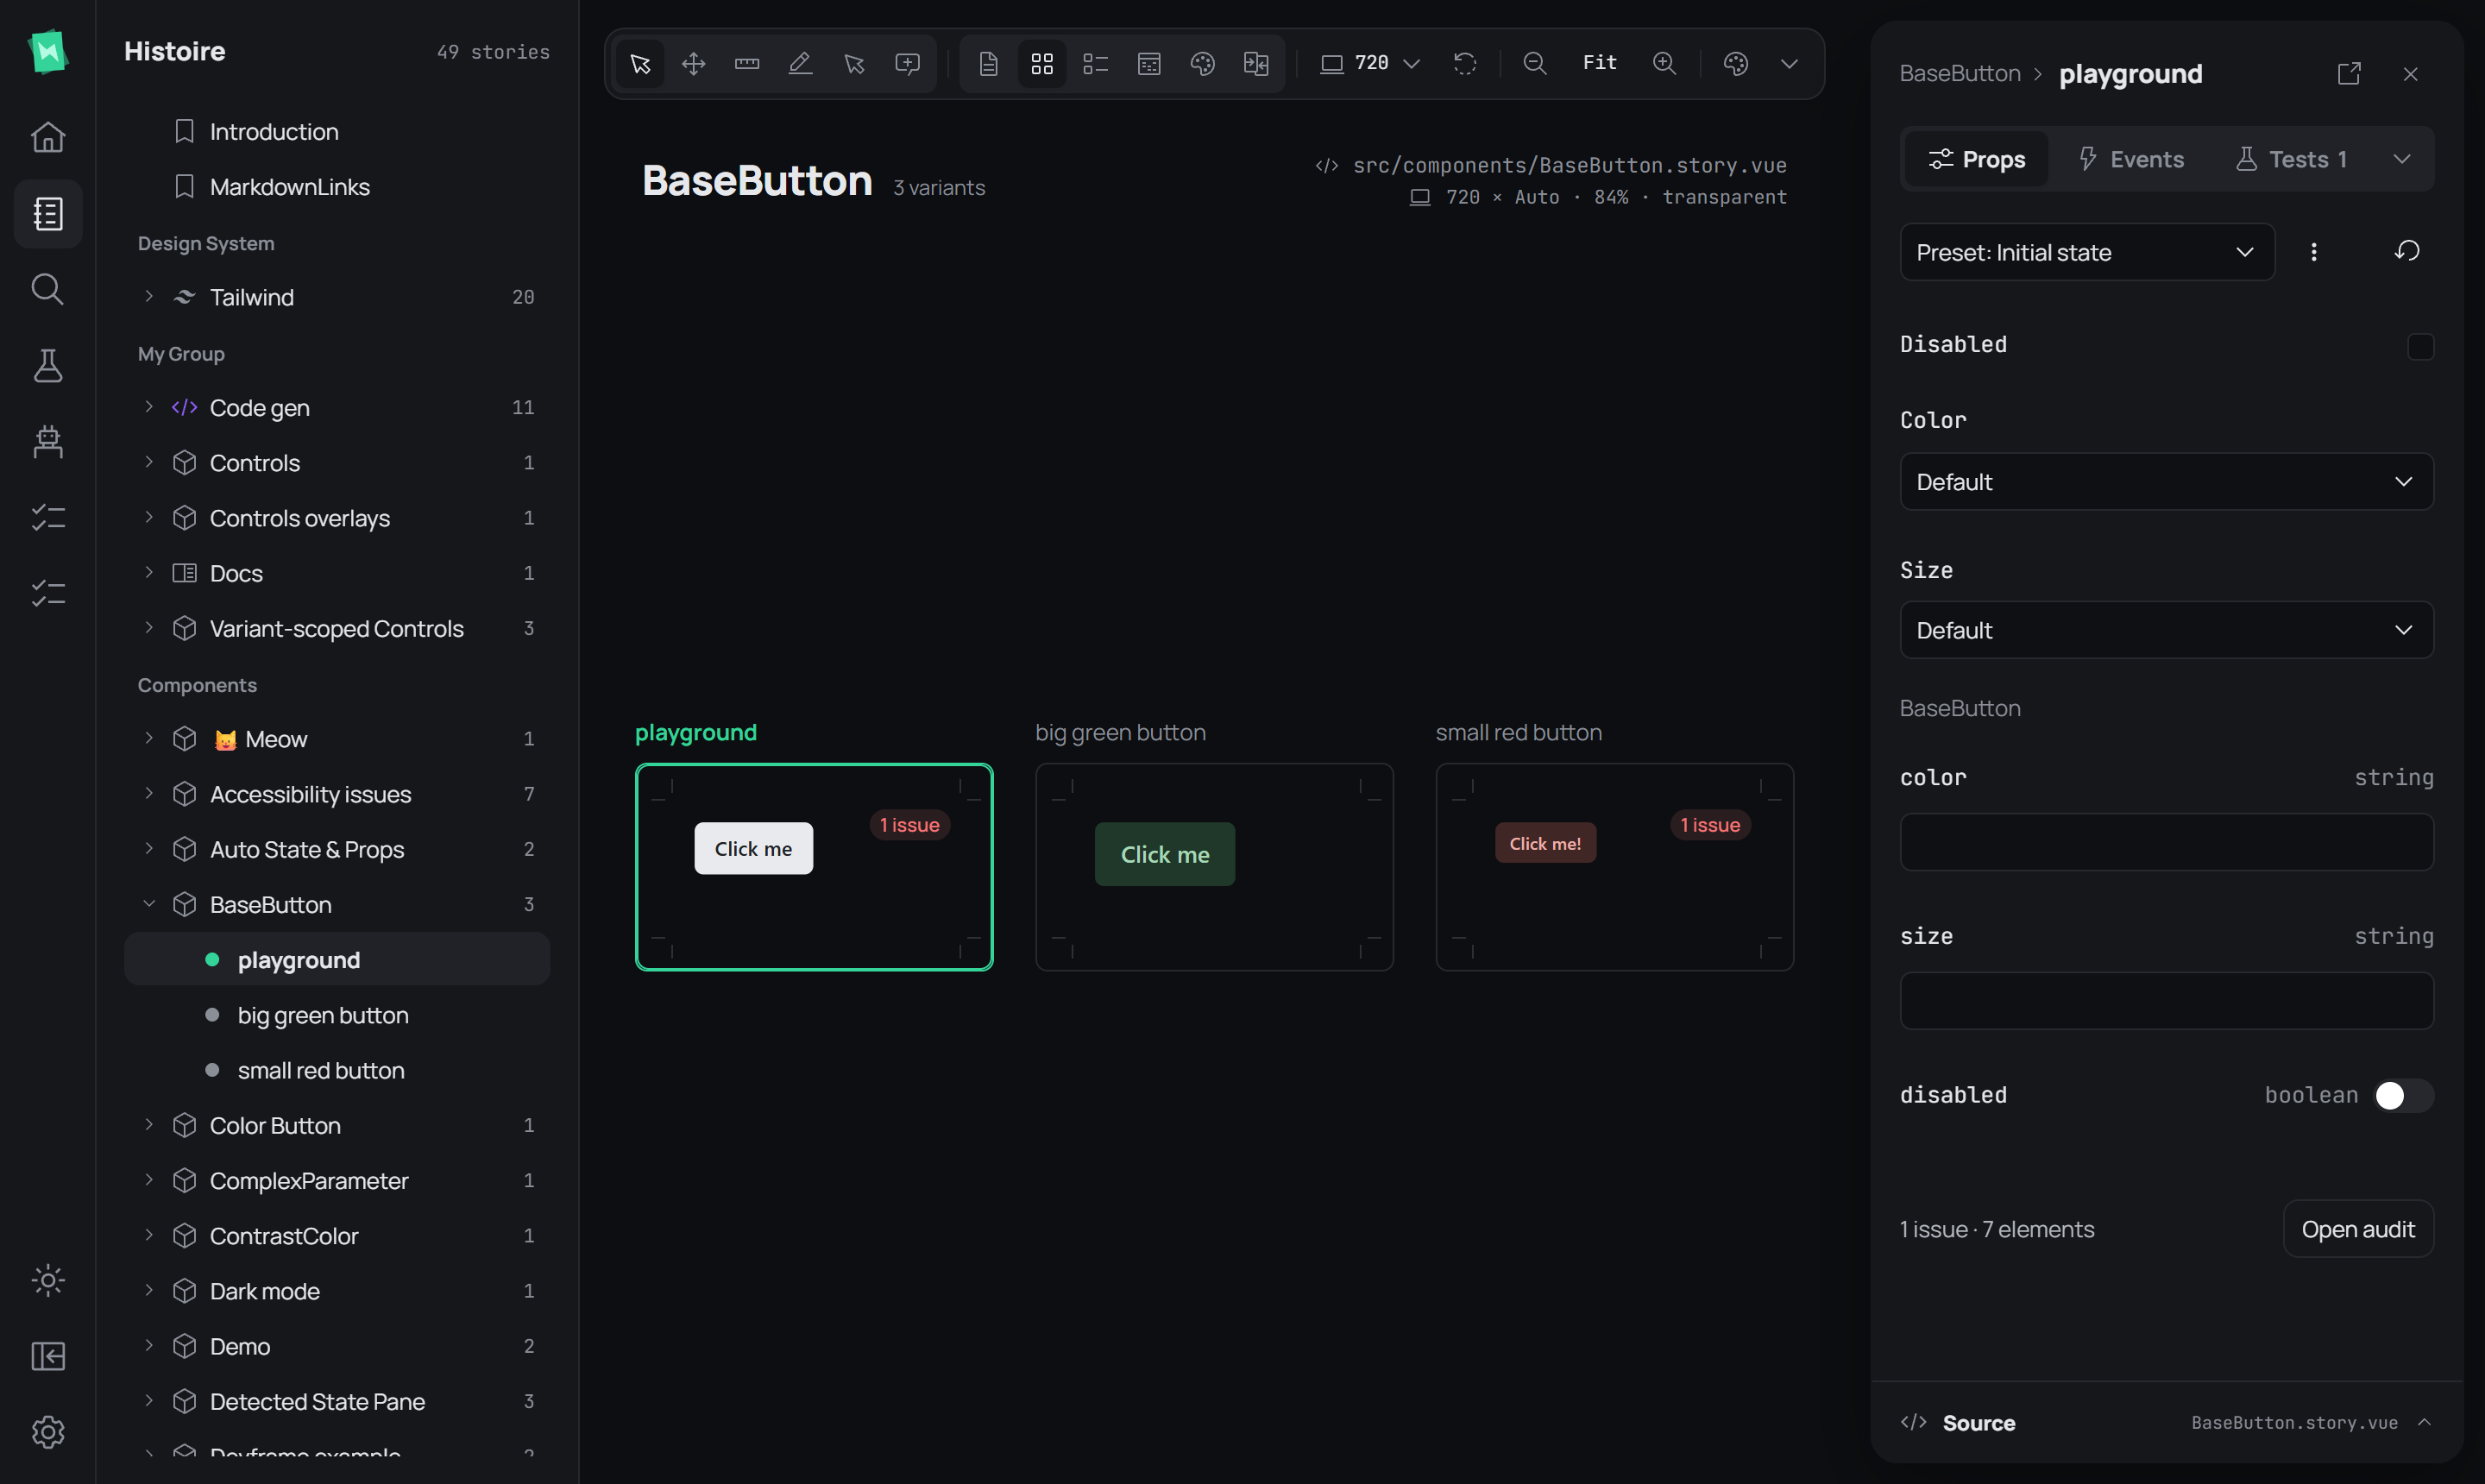 Histoire
49 stories
Introduction
MarkdownLinks
Design System
Tailwind
20
My Group
Code gen
11
Controls
1
Controls overlays
1
Docs
1
Variant-scoped Controls
3
Components
😸 Meow
1
Accessibility issues
7
Auto State & Props
2
BaseButton
3
playground
big green button
small red button
Color Button
1
ComplexParameter
1
ContrastColor
1
Dark mode
1
Demo
2
Detected State Pane
3
720
Fit
BaseButton
3 variants
</> src/components/BaseButton.story.vue
720 × Auto · 84% · transparent
playground
Click me
1 issue
big green button
Click me
small red button
Click me!
1 issue
BaseButton > playground
Props
Events
Tests 1
Preset: Initial state
Disabled
Color
Default
Size
Default
BaseButton
color
string
size
string
disabled
boolean
1 issue · 7 elements
Open audit
</> Source
BaseButton.story.vue